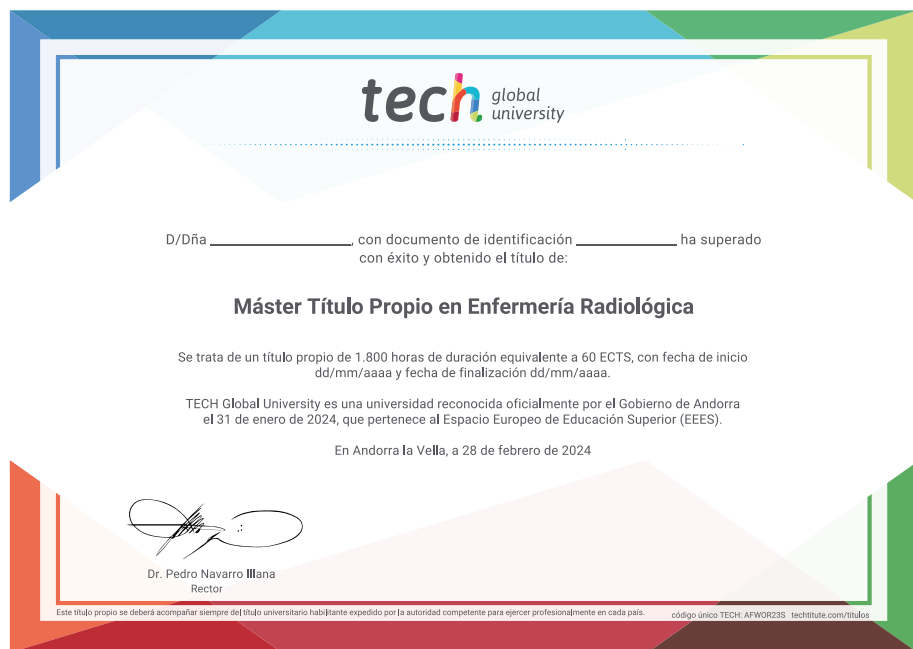 tech global university
D/Dña ______________, con documento de identificación __________ ha superado
con éxito y obtenido el título de:
Máster Título Propio en Enfermería Radiológica
Se trata de un título propio de 1.800 horas de duración equivalente a 60 ECTS, con fecha de inicio
dd/mm/aaaa y fecha de finalización dd/mm/aaaa.
TECH Global University es una universidad reconocida oficialmente por el Gobierno de Andorra
el 31 de enero de 2024, que pertenece al Espacio Europeo de Educación Superior (EEES).
En Andorra la Vella, a 28 de febrero de 2024
Dr. Pedro Navarro Illana
Rector
Este título propio se deberá acompañar siempre del título universitario habilitante expedido por la autoridad competente para ejercer profesionalmente en cada país.
código único TECH: AFWOR23S techtitute.com/titulos